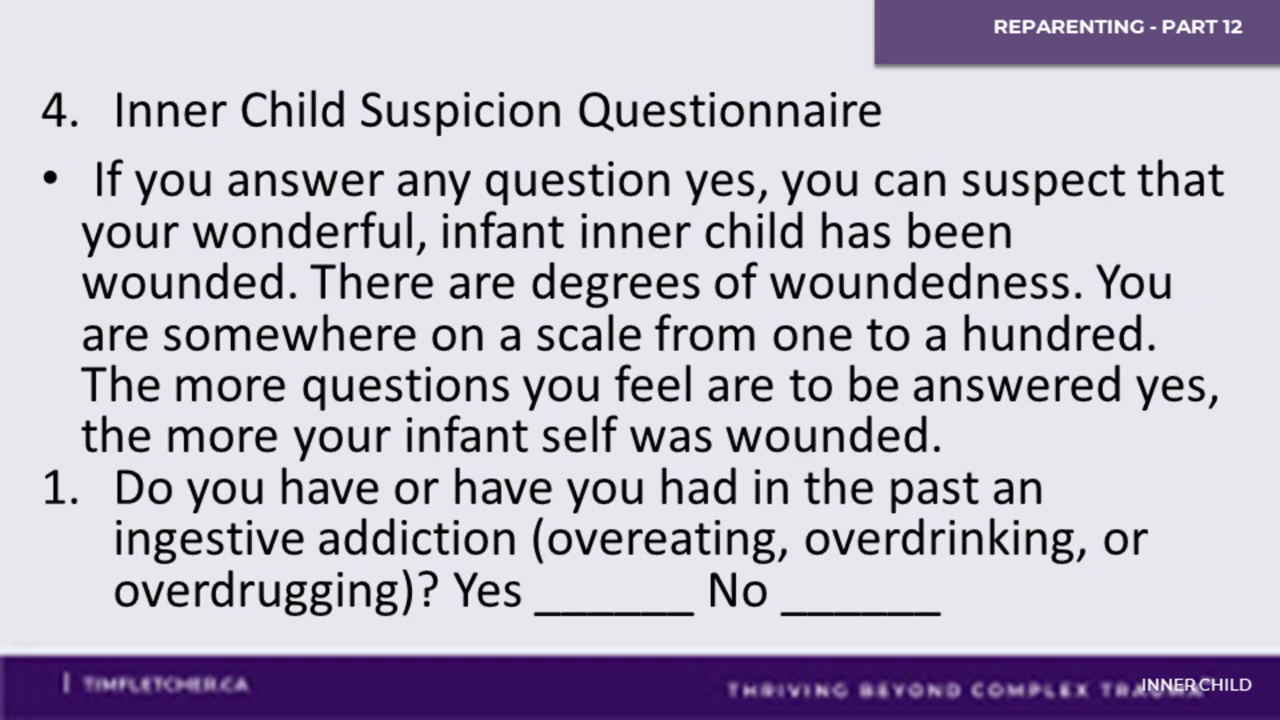 REPARENTING - PART 12
4. Inner Child Suspicion Questionnaire
• If you answer any question yes, you can suspect that
your wonderful, infant inner child has been
wounded. There are degrees of woundedness. You
are somewhere on a scale from one to a hundred.
The more questions you feel are to be answered yes,
the more your infant self was wounded.
1. Do you have or have you had in the past an
ingestive addiction (overeating, overdrinking, or
overdrugging)? Yes ______ No ______
| TIMFLETCHER.CA
THRIVING BEYOND COMPLEX
INNER CHILD